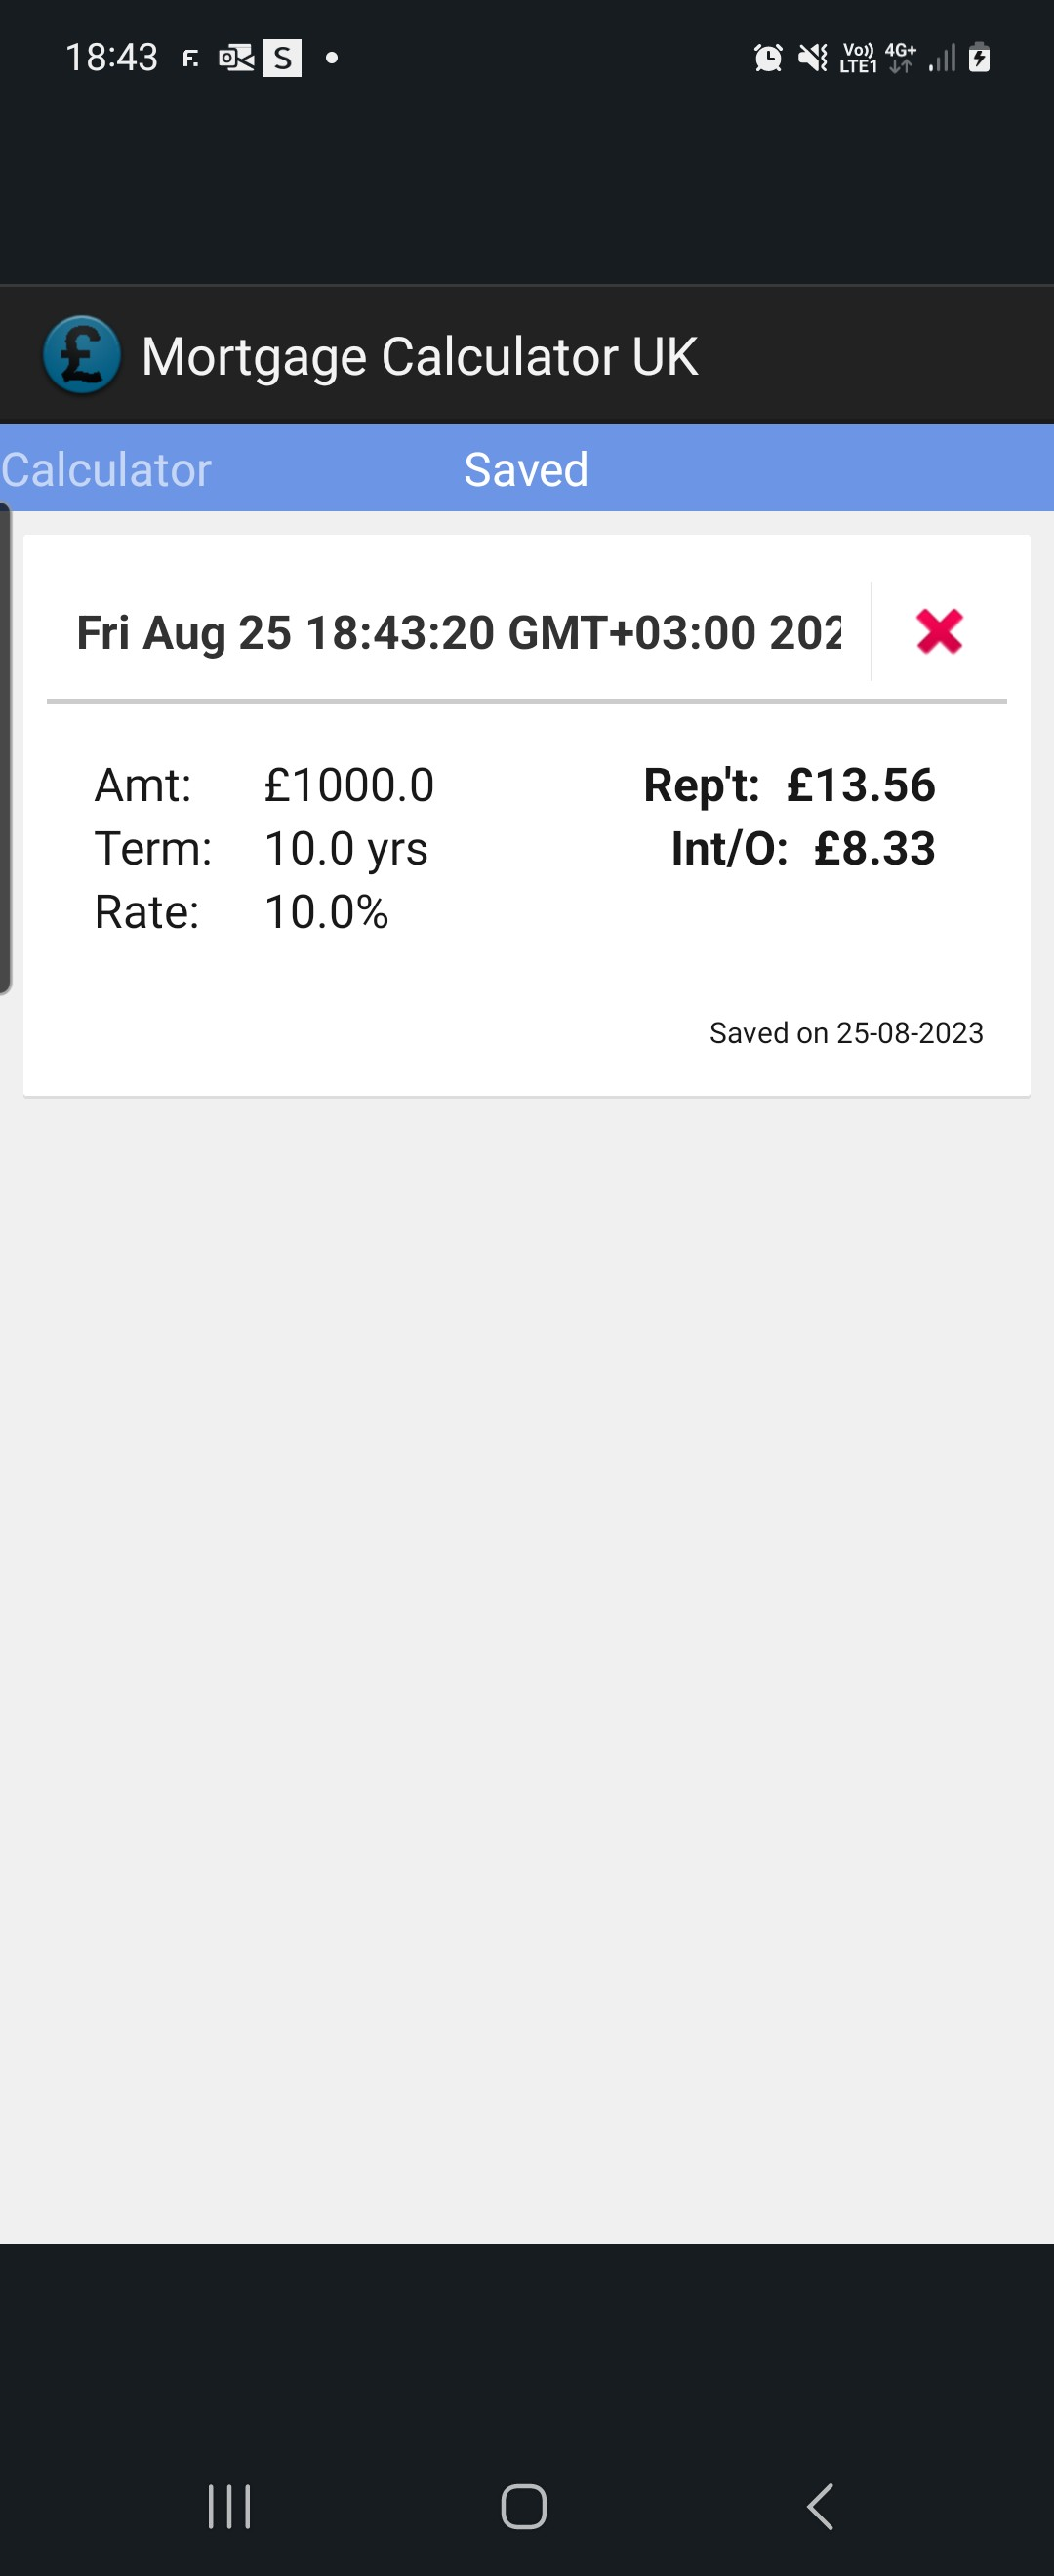 18:43 F. S Vo)) LTE1 4G+
Mortgage Calculator UK
Calculator Saved
Fri Aug 25 18:43:20 GMT+03:00 202
Amt: £1000.0 Rep't: £13.56
Term: 10.0 yrs Int/O: £8.33
Rate: 10.0%
Saved on 25-08-2023